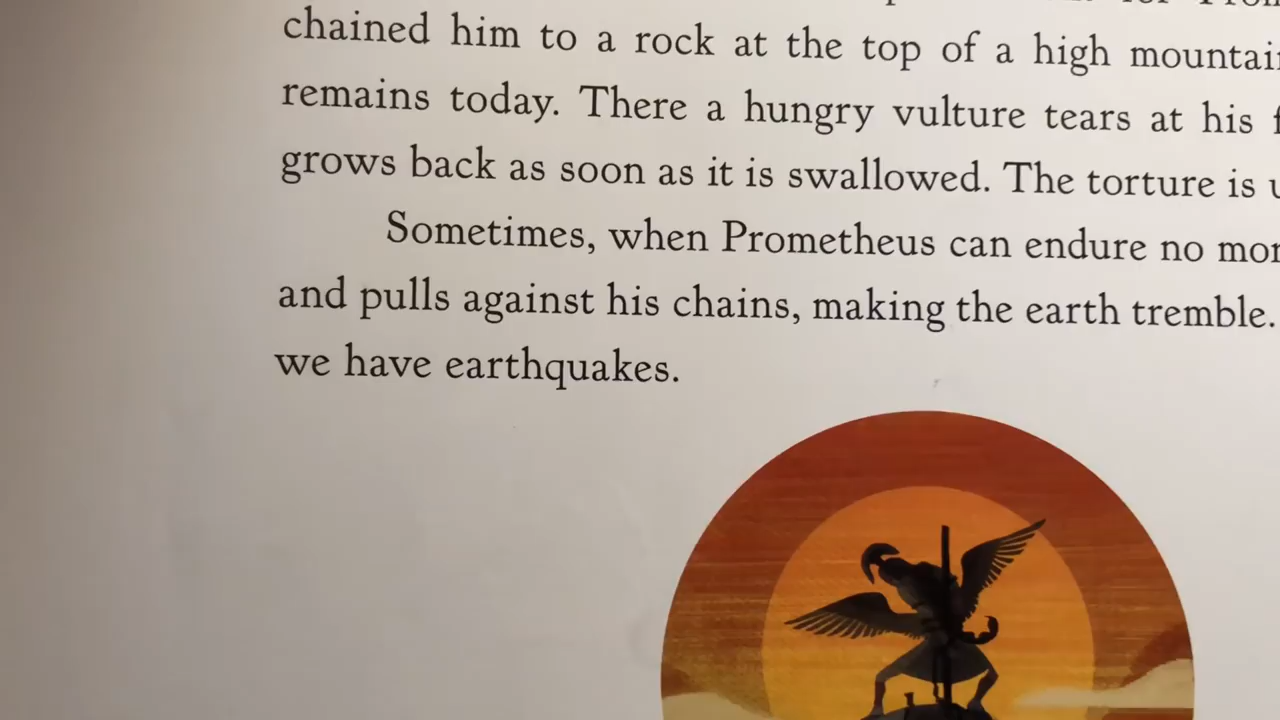 chained him to a rock at the top of a high
remains today. There a hungry vulture tears at his
grows back as soon as it is swallowed. The torture is
Sometimes, when Prometheus can endure no
and pulls against his chains, making the earth tremble.
we have earthquakes.